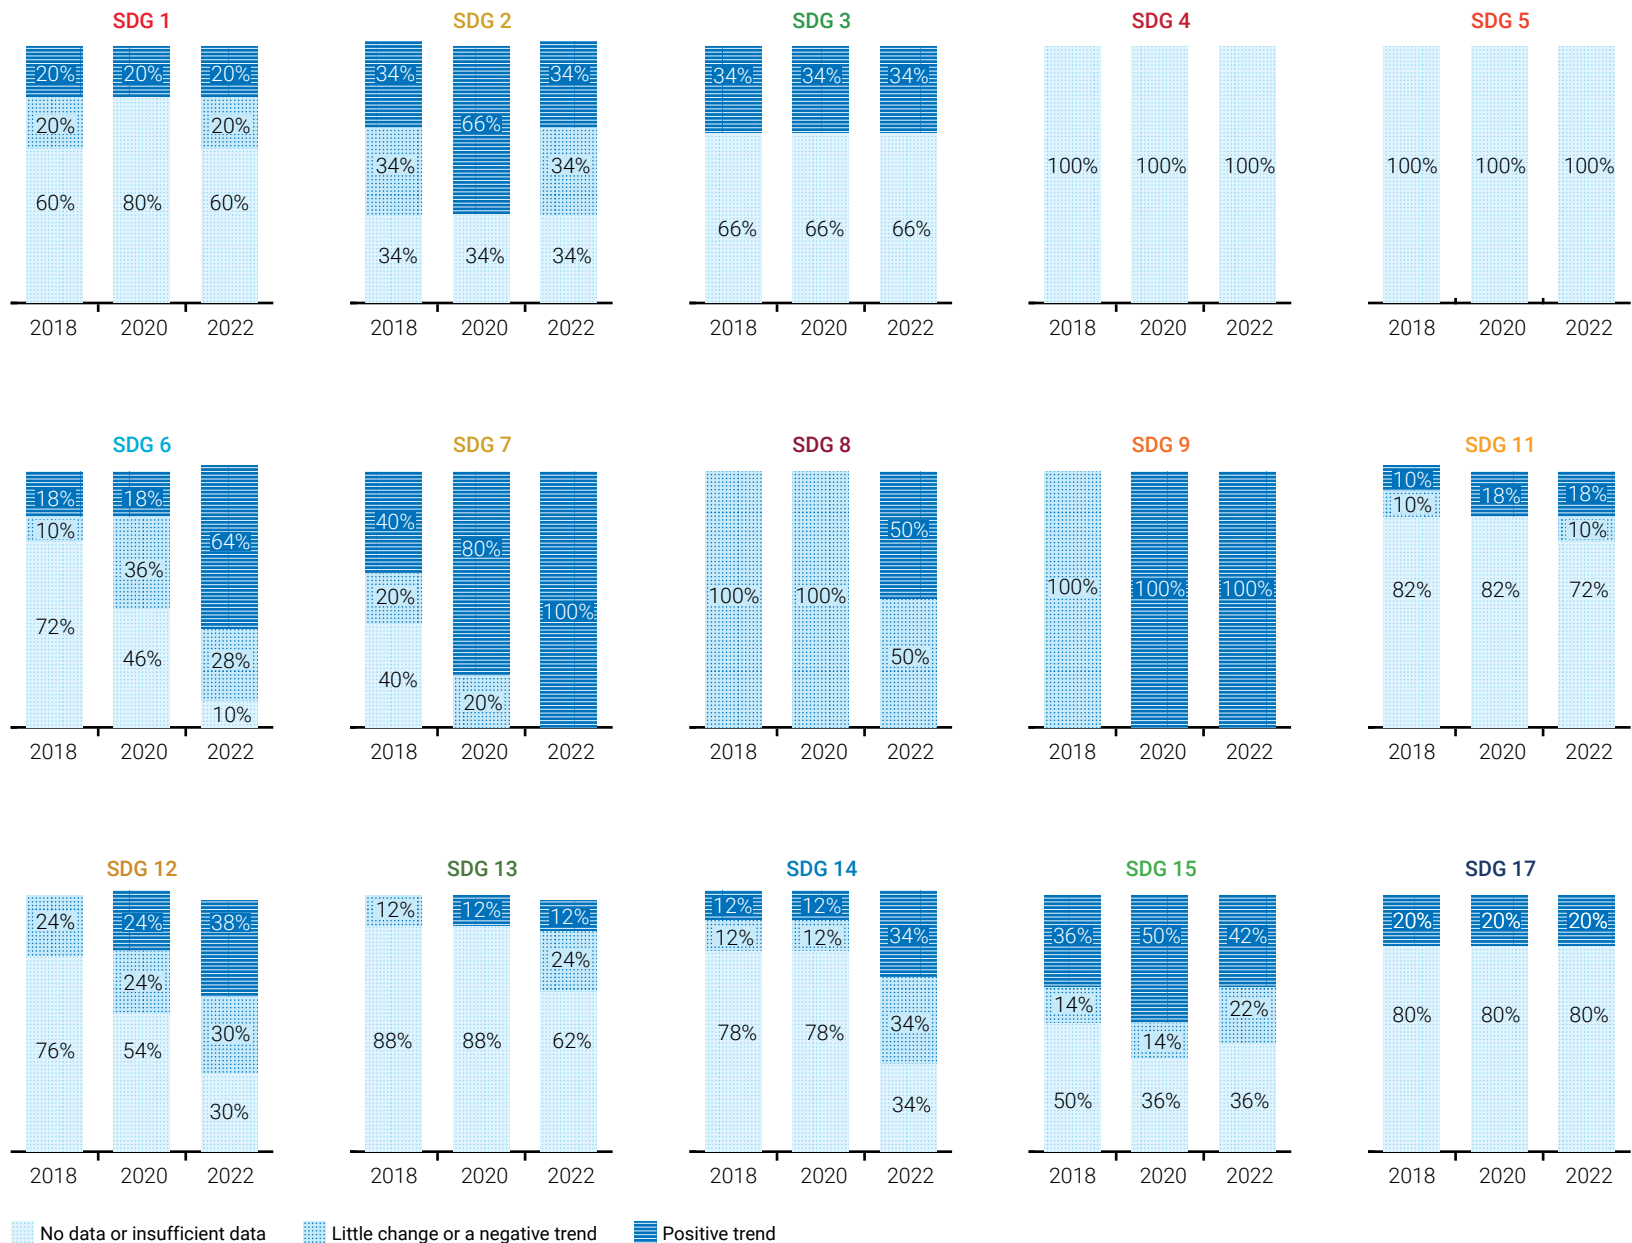 SDG 1 SDG 2 SDG 3 SDG 4 SDG 5
20% 20% 20% 34% 34% 34% 34% 34%
66%
20% 20% 34% 34% 100% 100% 100% 100% 100% 100%
60% 80% 60% 66% 66% 66%
34% 34% 34%
2018 2020 2022 2018 2020 2022 2018 2020 2022 2018 2020 2022 2018 2020 2022
SDG 6 SDG 7 SDG 8 SDG 9 SDG 11
10%
18% 18% 18% 18%
10% 40% 50% 10% 10%
64% 80%
36% 100% 100% 100% 82% 82% 72%
20% 100% 100% 100%
72%
46% 28% 50%
40%
10% 20%
2018 2020 2022 2018 2020 2022 2018 2020 2022 2018 2020 2022 2018 2020 2022
SDG 12 SDG 13 SDG 14 SDG 15 SDG 17
12% 12% 12% 12% 12%
24% 24% 38% 20% 20% 20%
12% 12% 34% 36% 50% 42%
24% 24%
14% 22%
76% 54% 30% 88% 88% 62% 78% 78% 34% 14% 80% 80% 80%
30% 34% 50% 36% 36%
2018 2020 2022 2018 2020 2022 2018 2020 2022 2018 2020 2022 2018 2020 2022
No data or insufficient data Little change or a negative trend Positive trend